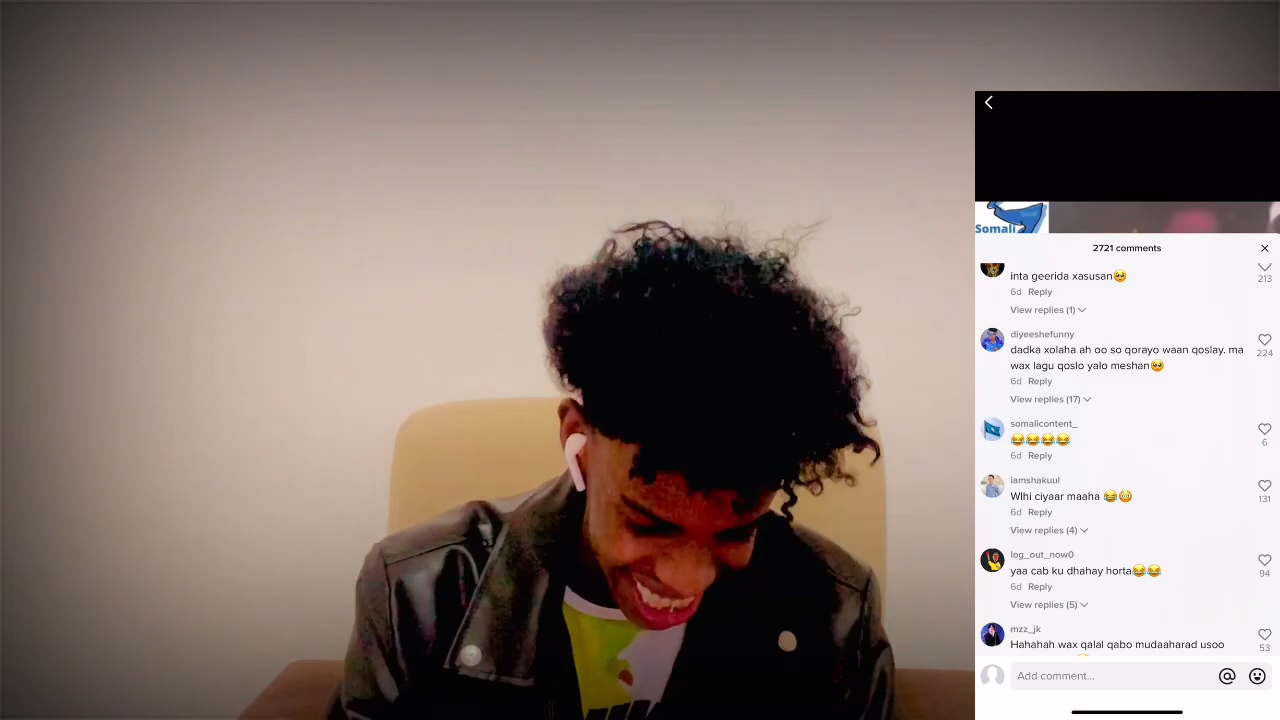 Somali
2721 comments
inta geerida xasusan🥹
213
6d Reply
View replies (1)
diyeeshefunny
dadka xolaha ah oo so qorayo waan qoslay. ma
wax lagu qoslo yalo meshan🥹
224
6d Reply
View replies (17)
somalicontent_
😂😂😂😂
6
6d Reply
iamshakuul
Wlhi ciyaar maaha 😂😳
131
6d Reply
View replies (4)
log_out_now0
yaa cab ku dhahay horta😂😂
94
6d Reply
View replies (5)
mzz_jk
Hahahah wax qalal qabo mudaaharad usoo
53
Add comment...